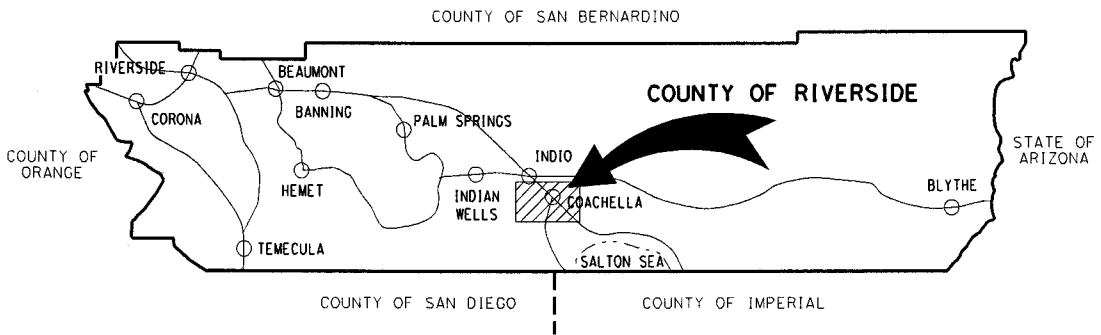 COUNTY OF SAN BERNARDINO
RIVERSIDE
BEAUMONT
COUNTY OF RIVERSIDE
CORONA
BANNING
PALM SPRINGS
COUNTY OF
ORANGE
STATE OF
ARIZONA
INDIO
HEMET
INDIAN
WELLS
COACHELLA
BLYTHE
TEMECULA
SALTON SEA
COUNTY OF SAN DIEGO
COUNTY OF IMPERIAL